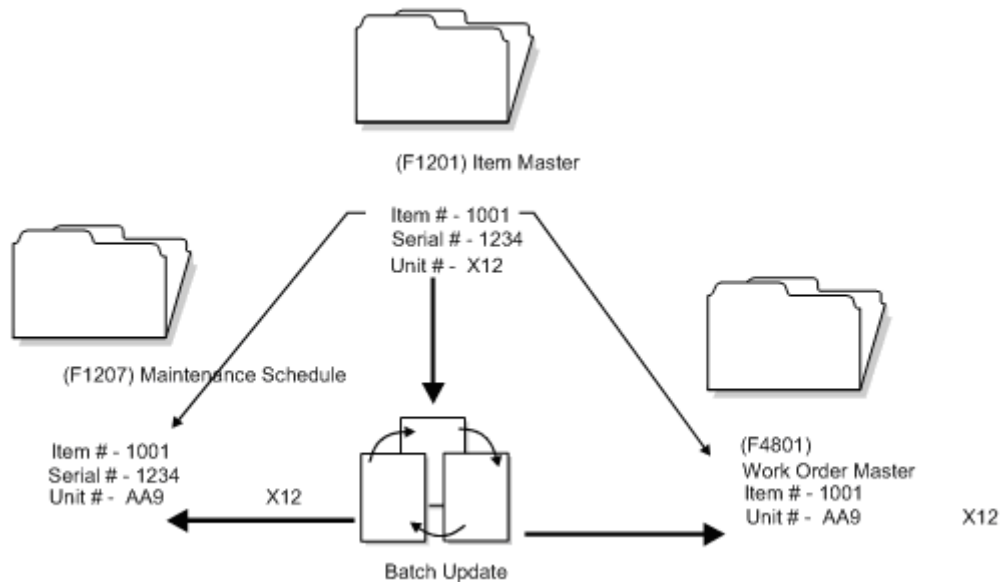 (F1201) Item Master
Item # - 1001
Serial # - 1234
Unit # - X12
(F1207) Maintenance Schedule
Item # - 1001
Serial # - 1234
Unit # - AA9 X12
(F4801)
Work Order Master
Item # - 1001
Unit # - AA9 X12
Batch Update